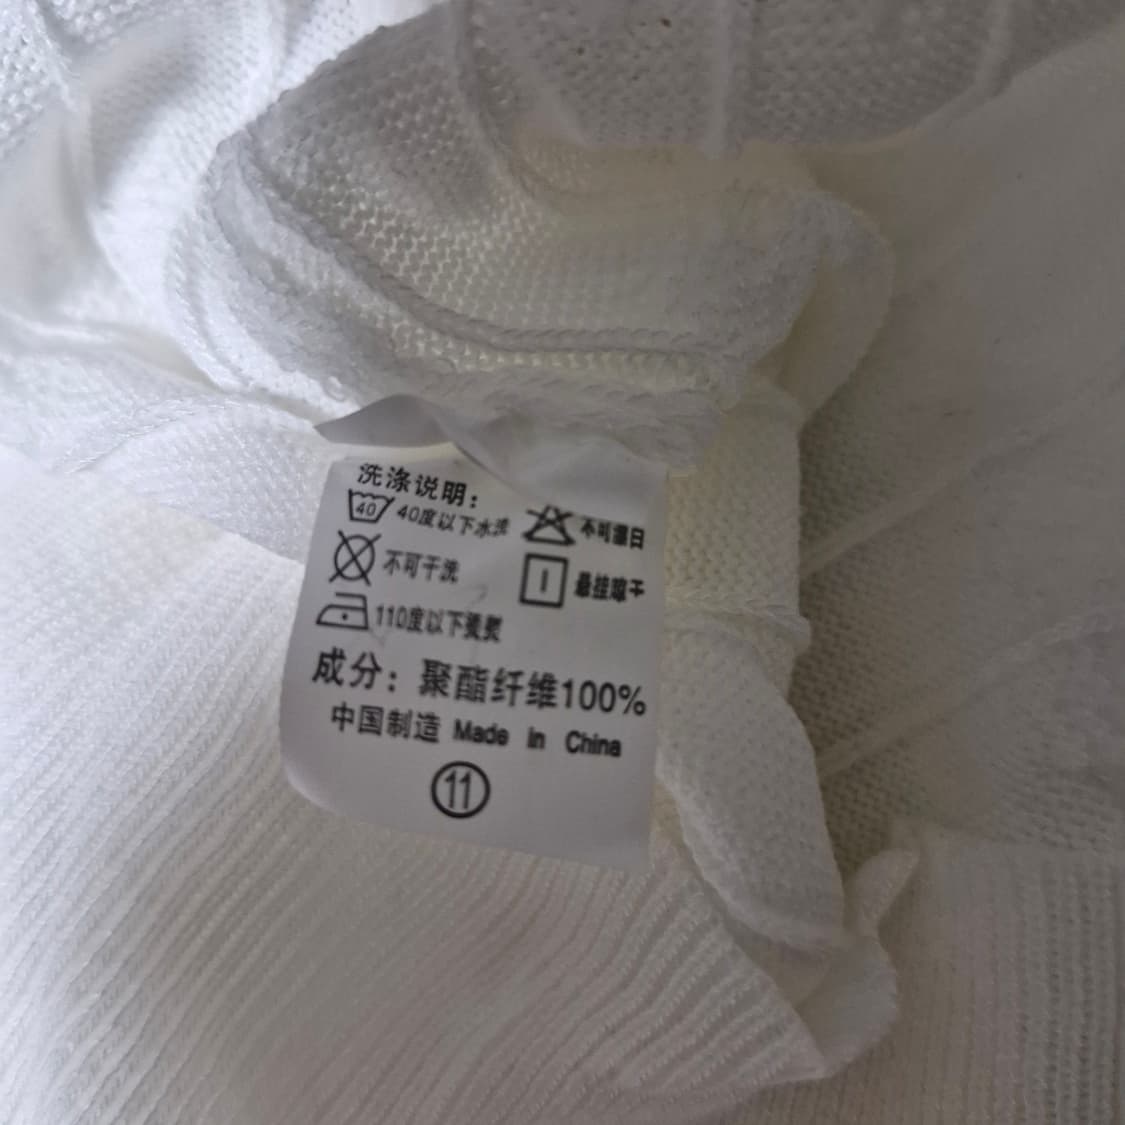 洗涤说明：
40 40度以下水洗 不可漂白
不可干洗 悬挂晾干
110度以下熨烫
成分：聚酯纤维100%
中国制造 Made in China
11